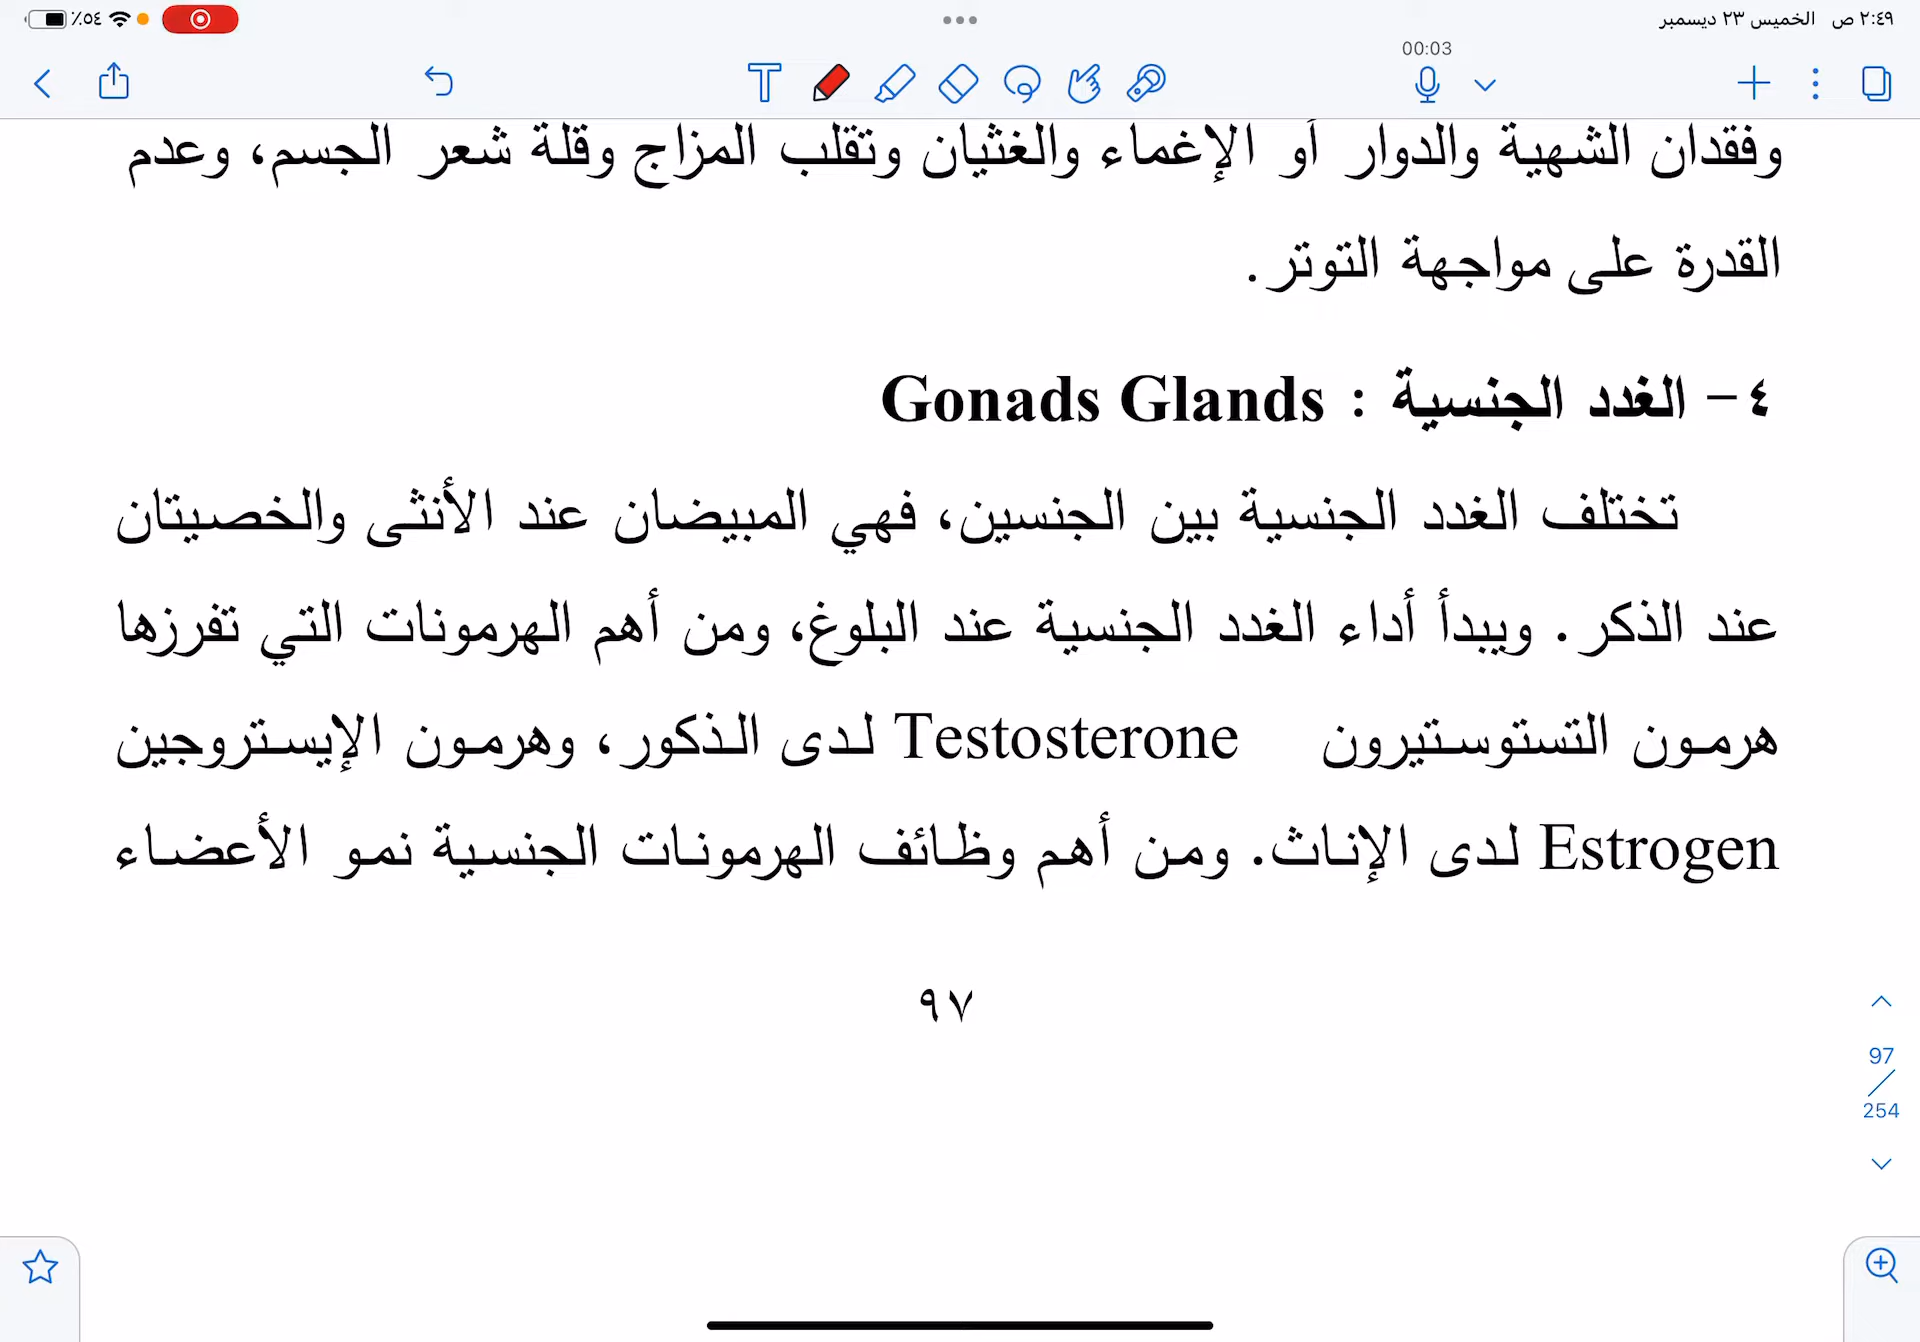 ٢:٤٩ ص الخميس ٢٣ ديسمبر
٪٥٤
00:03
وفقدان الشهية والدوار أو الإغماء والغثيان وتقلب المزاج وقلة شعر الجسم، وعدم
القدرة على مواجهة التوتر.
٤- الغدد الجنسية : Gonads Glands
تختلف الغدد الجنسية بين الجنسين، فهي المبيضان عند الأنثى والخصيتان
عند الذكر. ويبدأ أداء الغدد الجنسية عند البلوغ، ومن أهم الهرمونات التي تفرزها
هرمون التستوستيرون Testosterone لدى الذكور، وهرمون الإيستروجين
Estrogen لدى الإناث. ومن أهم وظائف الهرمونات الجنسية نمو الأعضاء
٩٧
97
254